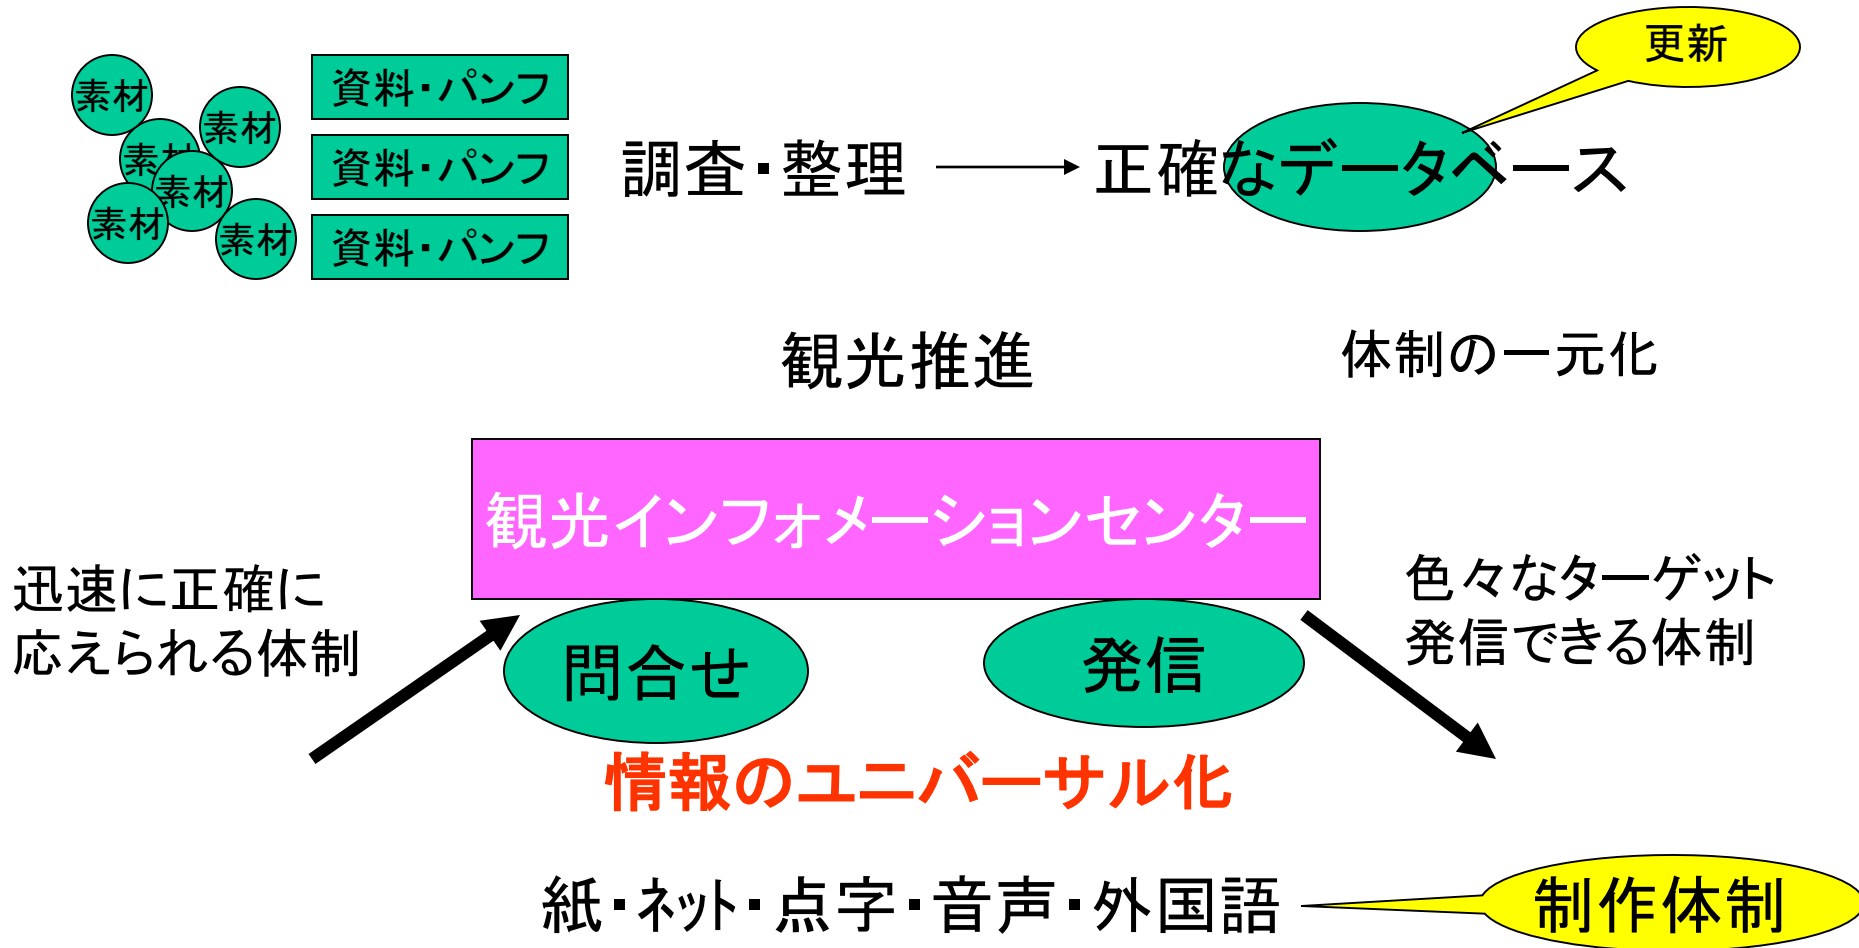 更新
素材
素材
素材
素材
素材
素材
資料・パンフ
資料・パンフ
資料・パンフ
調査・整理
正確なデータベース
観光推進
体制の一元化
観光インフォメーションセンター
迅速に正確に
応えられる体制
色々なターゲット
発信できる体制
問合せ
発信
情報のユニバーサル化
紙・ネット・点字・音声・外国語
制作体制